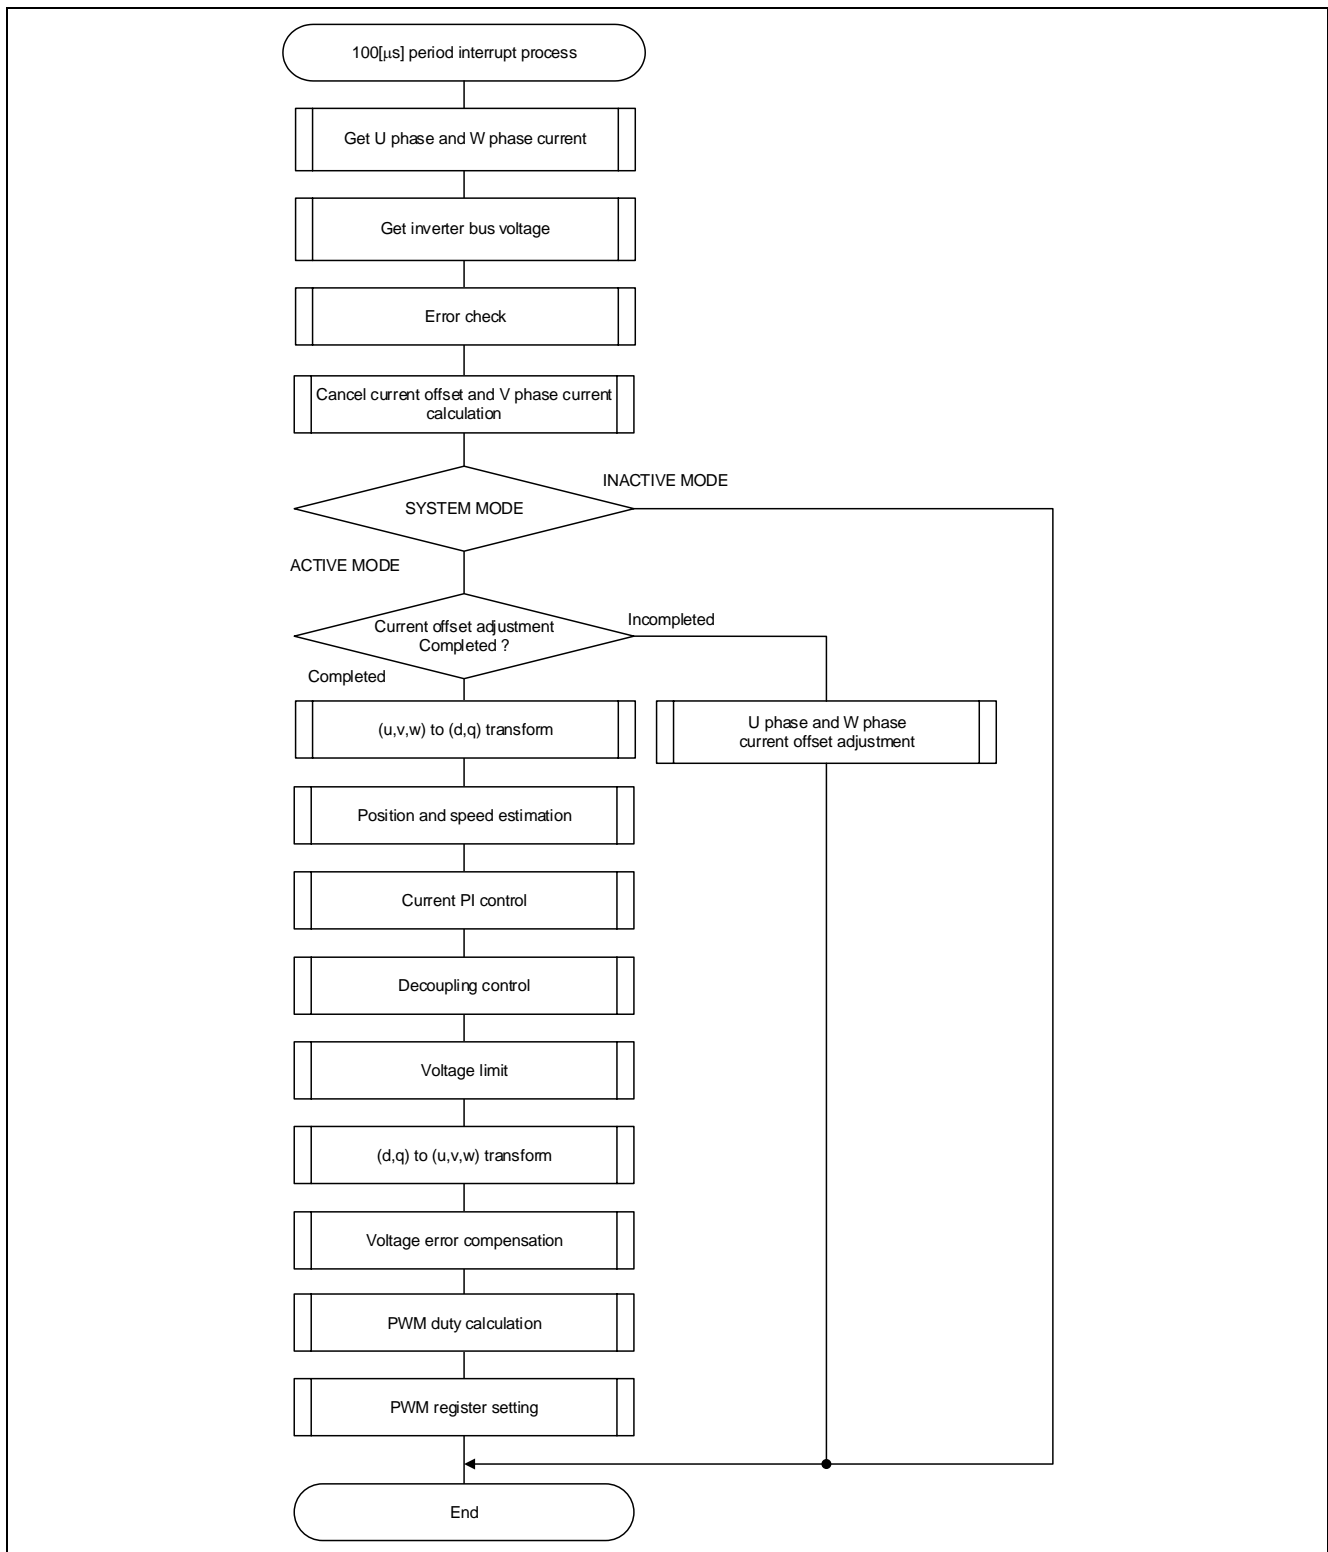 100[μs] period interrupt process
Get U phase and W phase current
Get inverter bus voltage
Error check
Cancel current offset and V phase current
calculation
INACTIVE MODE
SYSTEM MODE
ACTIVE MODE
Current offset adjustment
Completed ?
Incompleted
Completed
(u,v,w) to (d,q) transform
U phase and W phase
current offset adjustment
Position and speed estimation
Current PI control
Decoupling control
Voltage limit
(d,q) to (u,v,w) transform
Voltage error compensation
PWM duty calculation
PWM register setting
End